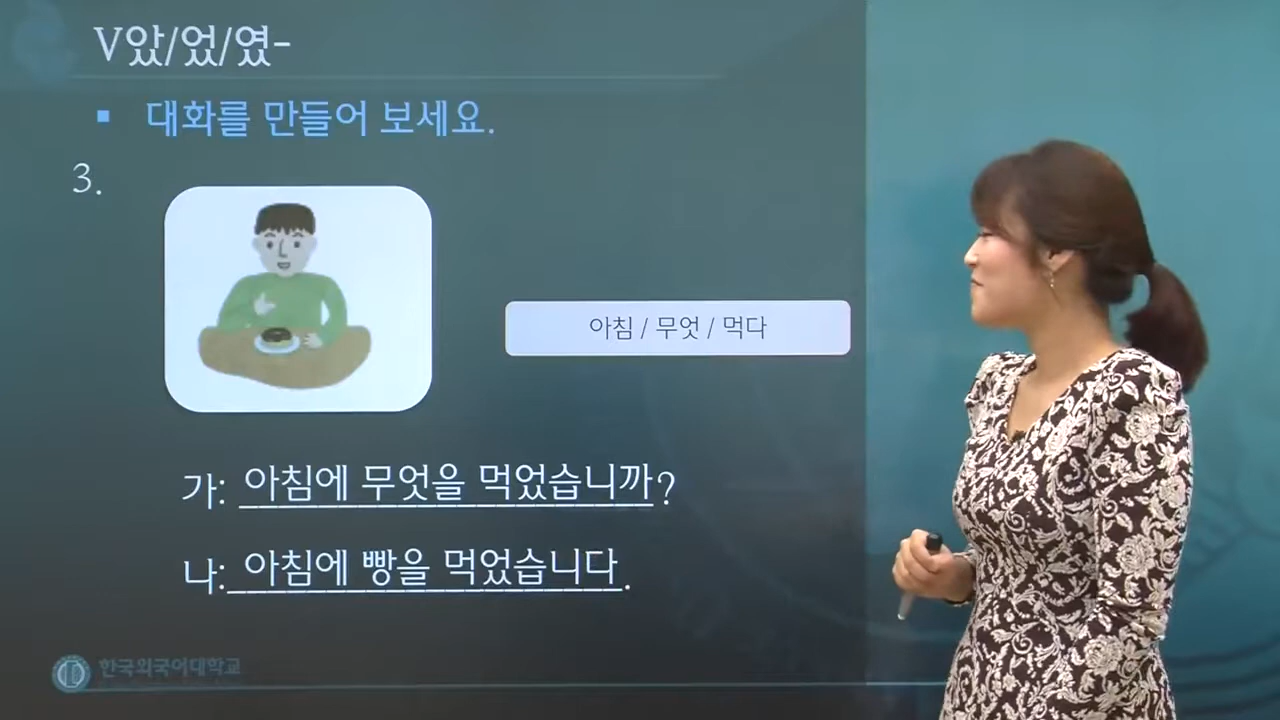 V았/었/였-
▪ 대화를 만들어 보세요.
3.
아침 / 무엇 / 먹다
가: 아침에 무엇을 먹었습니까?
나: 아침에 빵을 먹었습니다.
한국외국어대학교